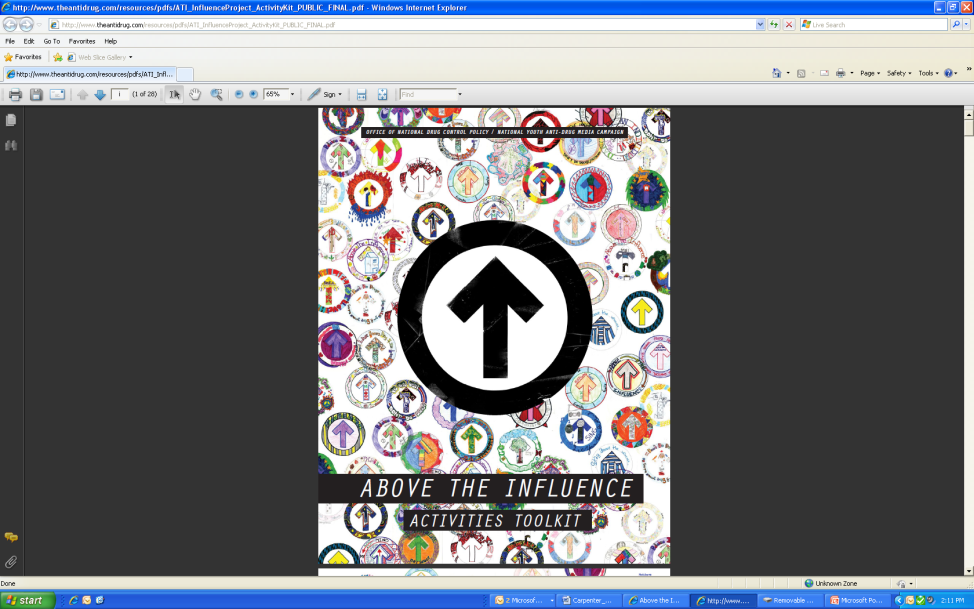 http://www.theantidrug.com/resources/pdfs/ATI_InfluenceProject_ActivityKit_PUBLIC_FINAL.pdf - Windows Internet Explorer
http://www.theantidrug.com/resources/pdfs/ATI_InfluenceProject_ActivityKit_PUBLIC_FINAL.pdf
Live Search
File Edit Go To Favorites Help
Favorites Web Slice Gallery
http://www.theantidrug.com/resources/pdfs/ATI_Infl...
Page Safety Tools
i (1 of 28) 65% Sign Find
OFFICE OF NATIONAL DRUG CONTROL POLICY / NATIONAL YOUTH ANTI-DRUG MEDIA CAMPAIGN
ABOVE THE INFLUENCE
ACTIVITIES TOOLKIT
Done Unknown Zone
start 2 Microsof... Carpenter_... Above the I... http://www.... Removable ... Microsoft Po... 2:11 PM